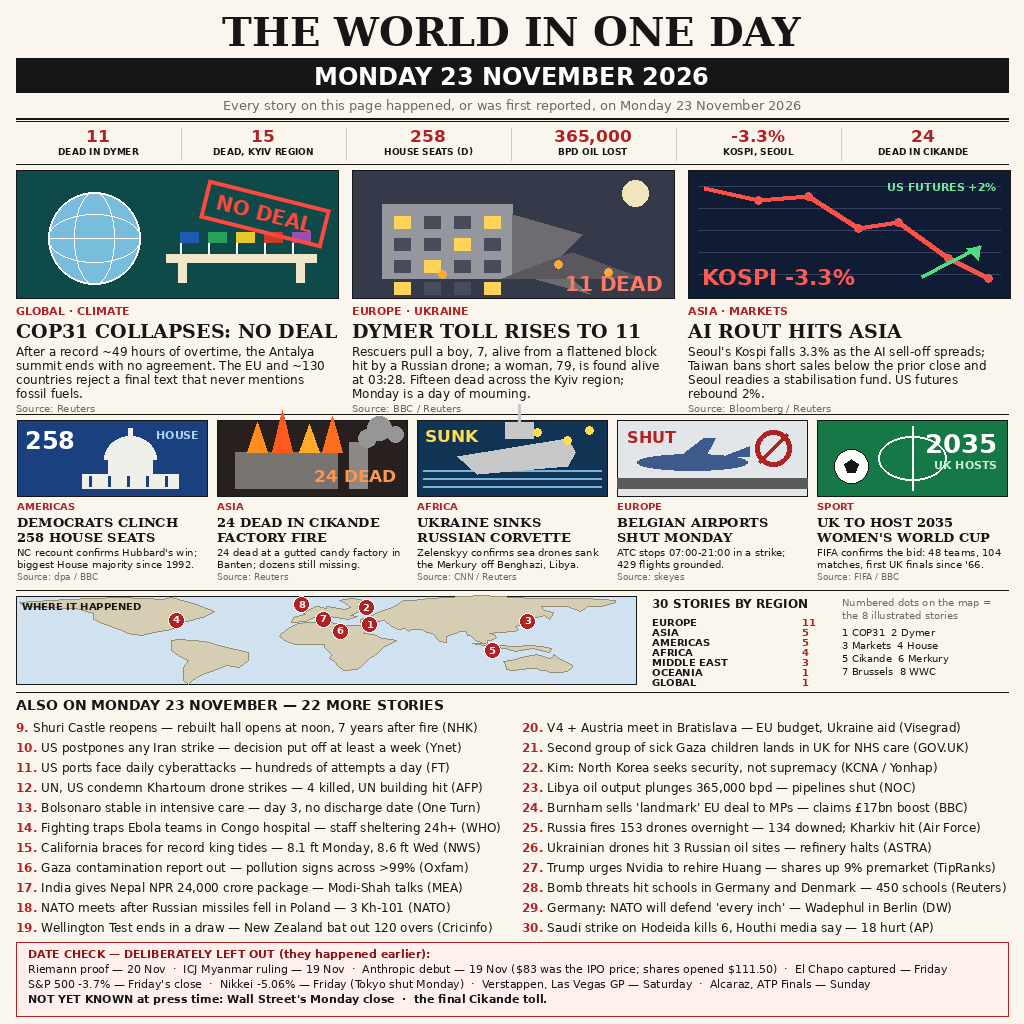 THE WORLD IN ONE DAY
MONDAY 23 NOVEMBER 2026
Every story on this page happened, or was first reported, on Monday 23 November 2026
11
DEAD IN DYMER
15
DEAD, KYIV REGION
258
HOUSE SEATS (D)
365,000
BPD OIL LOST
-3.3%
KOSPI, SEOUL
24
DEAD IN CIKANDE
NO DEAL
GLOBAL · CLIMATE
COP31 COLLAPSES: NO DEAL
After a record ~49 hours of overtime, the Antalya
summit ends with no agreement. The EU and ~130
countries reject a final text that never mentions
fossil fuels.
Source: Reuters
11 DEAD
EUROPE · UKRAINE
DYMER TOLL RISES TO 11
Rescuers pull a boy, 7, alive from a flattened block
hit by a Russian drone; a woman, 79, is found alive
at 03:28. Fifteen dead across the Kyiv region;
Monday is a day of mourning.
Source: BBC / Reuters
US FUTURES +2%
KOSPI -3.3%
ASIA · MARKETS
AI ROUT HITS ASIA
Seoul's Kospi falls 3.3% as the AI sell-off spreads;
Taiwan bans short sales below the prior close and
Seoul readies a stabilisation fund. US futures
rebound 2%.
Source: Bloomberg / Reuters
258
HOUSE
AMERICAS
DEMOCRATS CLINCH
258 HOUSE SEATS
NC recount confirms Hubbard's win;
biggest House majority since 1992.
Source: dpa / BBC
24 DEAD
ASIA
24 DEAD IN CIKANDE
FACTORY FIRE
24 dead at a gutted candy factory in
Banten; dozens still missing.
Source: Reuters
SUNK
AFRICA
UKRAINE SINKS
RUSSIAN CORVETTE
Zelenskyy confirms sea drones sank
the Merkury off Benghazi, Libya.
Source: CNN / Reuters
SHUT
EUROPE
BELGIAN AIRPORTS
SHUT MONDAY
ATC stops 07:00-21:00 in a strike;
429 flights grounded.
Source: skeyes
2035
UK HOSTS
SPORT
UK TO HOST 2035
WOMEN'S WORLD CUP
FIFA confirms the bid: 48 teams, 104
matches, first UK finals since '66.
Source: FIFA / BBC
WHERE IT HAPPENED
4
8
7
6
2
1
3
5
30 STORIES BY REGION
EUROPE 11
ASIA 5
AMERICAS 5
AFRICA 4
MIDDLE EAST 3
OCEANIA 1
GLOBAL 1
Numbered dots on the map =
the 8 illustrated stories
1 COP31 2 Dymer
3 Markets 4 House
5 Cikande 6 Merkury
7 Brussels 8 WWC
ALSO ON MONDAY 23 NOVEMBER — 22 MORE STORIES
9. Shuri Castle reopens — rebuilt hall opens at noon, 7 years after fire (NHK)
10. US postpones any Iran strike — decision put off at least a week (Ynet)
11. US ports face daily cyberattacks — hundreds of attempts a day (FT)
12. UN, US condemn Khartoum drone strikes — 4 killed, UN building hit (AFP)
13. Bolsonaro stable in intensive care — day 3, no discharge date (One Turn)
14. Fighting traps Ebola teams in Congo hospital — staff sheltering 24h+ (WHO)
15. California braces for record king tides — 8.1 ft Monday, 8.6 ft Wed (NWS)
16. Gaza contamination report out — pollution signs across >99% (Oxfam)
17. India gives Nepal NPR 24,000 crore package — Modi-Shah talks (MEA)
18. NATO meets after Russian missiles fell in Poland — 3 Kh-101 (NATO)
19. Wellington Test ends in a draw — New Zealand bat out 120 overs (Cricinfo)
20. V4 + Austria meet in Bratislava — EU budget, Ukraine aid (Visegrad)
21. Second group of sick Gaza children lands in UK for NHS care (GOV.UK)
22. Kim: North Korea seeks security, not supremacy (KCNA / Yonhap)
23. Libya oil output plunges 365,000 bpd — pipelines shut (NOC)
24. Burnham sells 'landmark' EU deal to MPs — claims £17bn boost (BBC)
25. Russia fires 153 drones overnight — 134 downed; Kharkiv hit (Air Force)
26. Ukrainian drones hit 3 Russian oil sites — refinery halts (ASTRA)
27. Trump urges Nvidia to rehire Huang — shares up 9% premarket (TipRanks)
28. Bomb threats hit schools in Germany and Denmark — 450 schools (Reuters)
29. Germany: NATO will defend 'every inch' — Wadephul in Berlin (DW)
30. Saudi strike on Hodeida kills 6, Houthi media say — 18 hurt (AP)
DATE CHECK — DELIBERATELY LEFT OUT (they happened earlier):
Riemann proof — 20 Nov · ICJ Myanmar ruling — 19 Nov · Anthropic debut — 19 Nov ($83 was the IPO price; shares opened $111.50) · El Chapo captured — Friday
S&P 500 -3.7% — Friday's close · Nikkei -5.06% — Friday (Tokyo shut Monday) · Verstappen, Las Vegas GP — Saturday · Alcaraz, ATP Finals — Sunday
NOT YET KNOWN at press time: Wall Street's Monday close · the final Cikande toll.